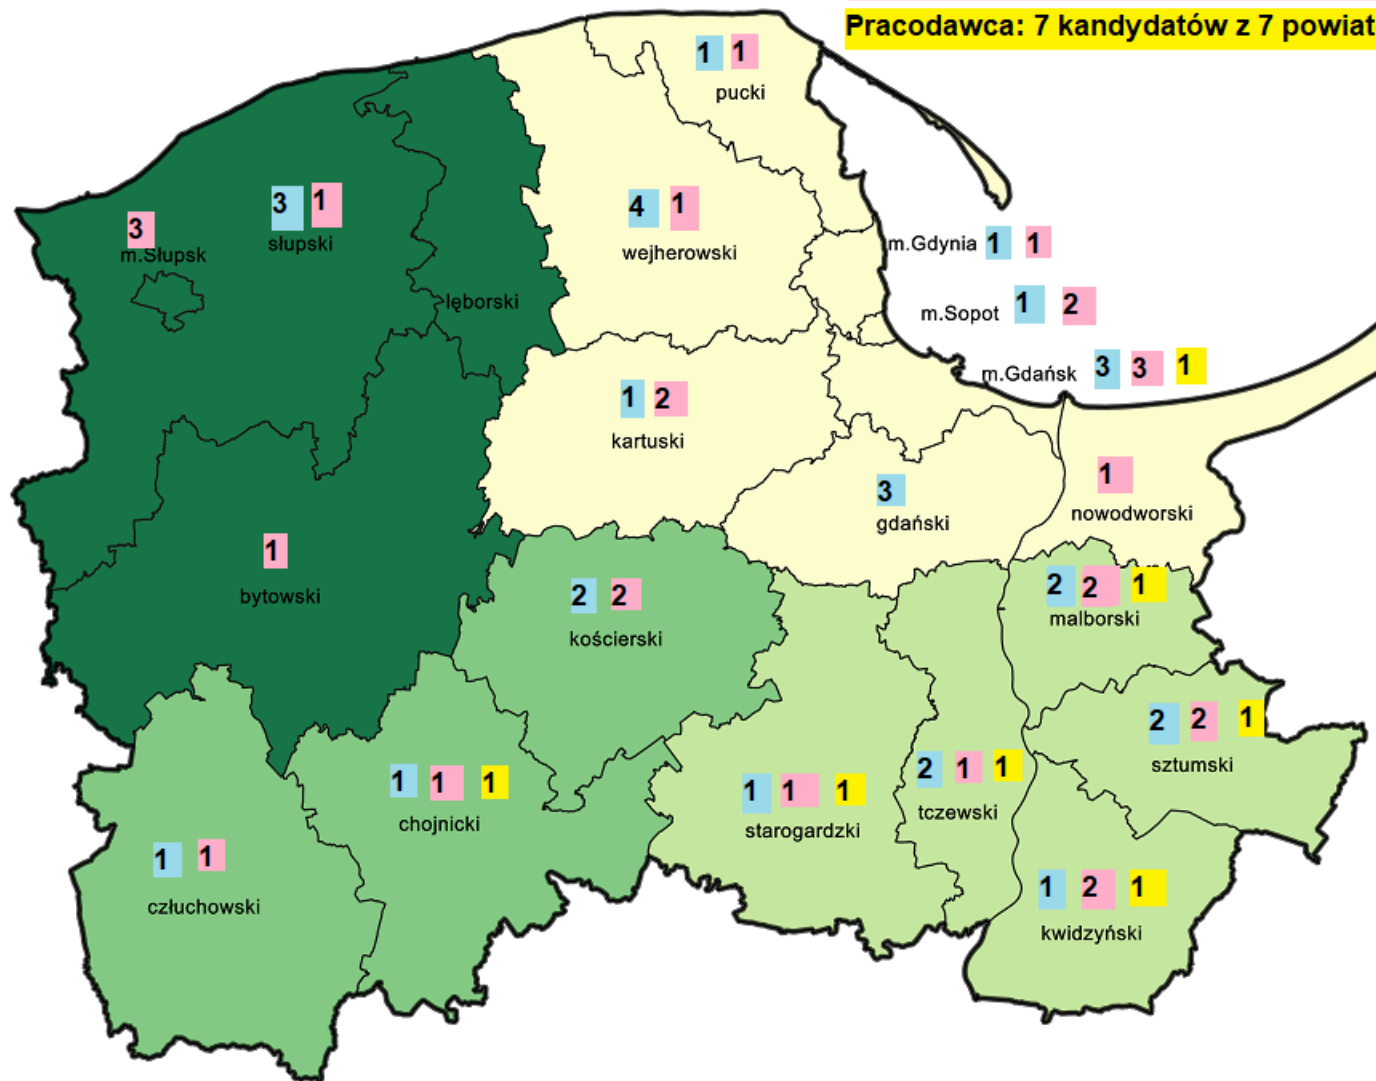 Pracodawca: 7 kandydatów z 7 powiat
1 1
pucki
3 1
słupski
3
m.Słupsk
4 1
wejherowski
m.Gdynia 1 1
lęborski
m.Sopot 1 2
m.Gdańsk 3 3 1
1 2
kartuski
3
gdański
1
nowodworski
1
bytowski
2 2
kościerski
2 2 1
malborski
2 2 1
sztumski
1 1 1
chojnicki
1 1 1
starogardzki
2 1 1
tczewski
1 1
człuchowski
1 2 1
kwidzyński